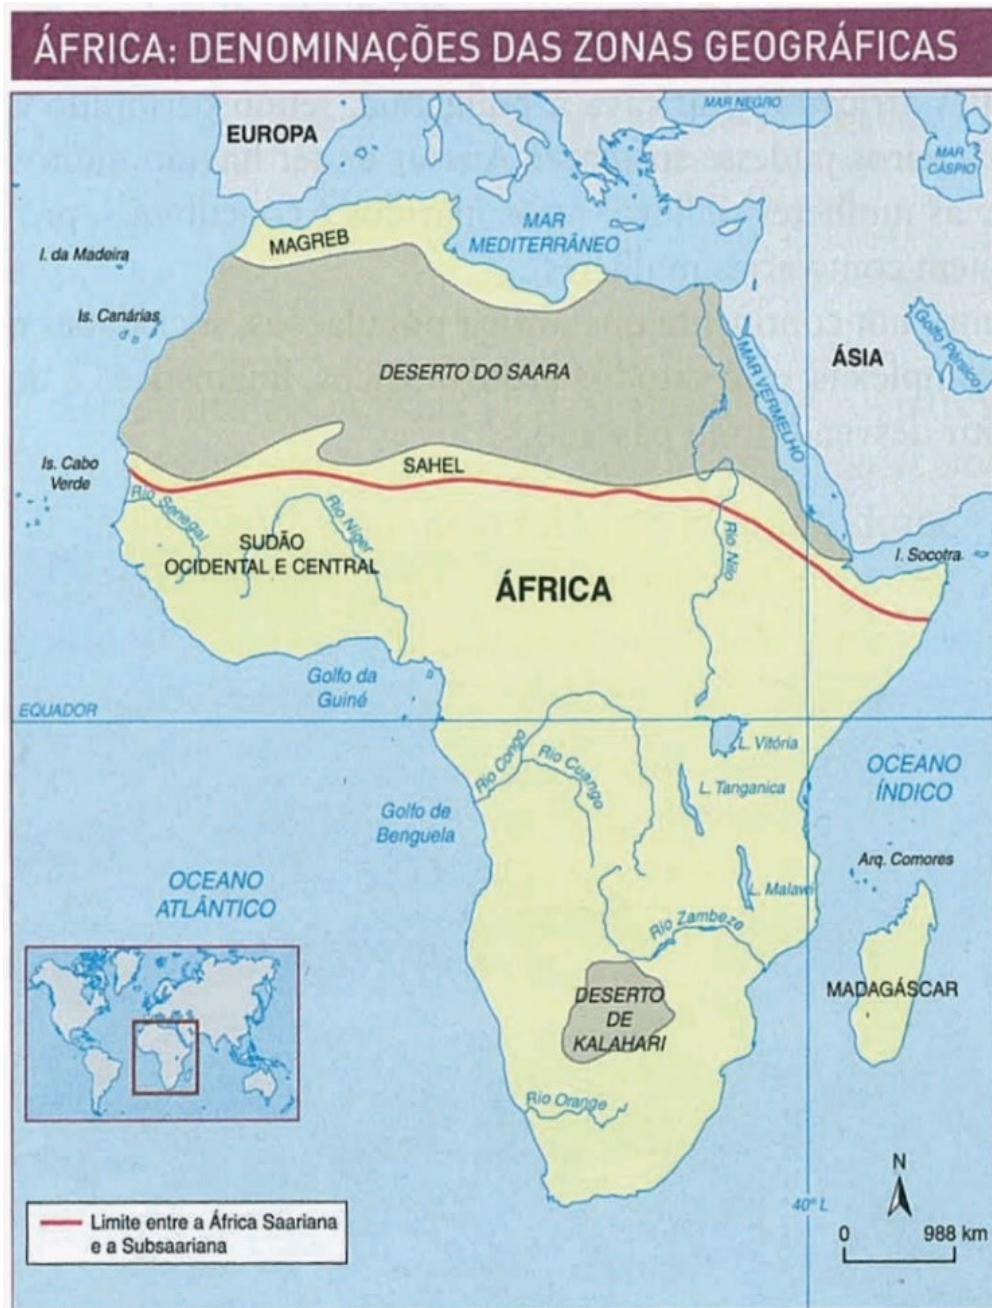 ÁFRICA: DENOMINAÇÕES DAS ZONAS GEOGRÁFICAS
MAR NEGRO
EUROPA
MAR
CÁSPIO
MAR
MEDITERRÂNEO
MAGREB
I. da Madeira
Is. Canárias
Golfo Pérsico
ÁSIA
DESERTO DO SAARA
MAR VERMELHO
Is. Cabo
Verde
SAHEL
Rio Senegal
Rio Níger
Rio Nilo
SUDÃO
OCIDENTAL E CENTRAL
I. Socotra
ÁFRICA
Golfo da
Guiné
EQUADOR
L. Vitória
Rio Congo
Rio Cuango
OCEANO
ÍNDICO
L. Tanganica
Golfo de
Benguela
Arq. Comores
OCEANO
ATLÂNTICO
L. Malawi
Rio Zambeze
MADAGÁSCAR
DESERTO
DE
KALAHARI
Rio Orange
N
40º L
Limite entre a África Saariana
e a Subsaariana
0 988 km